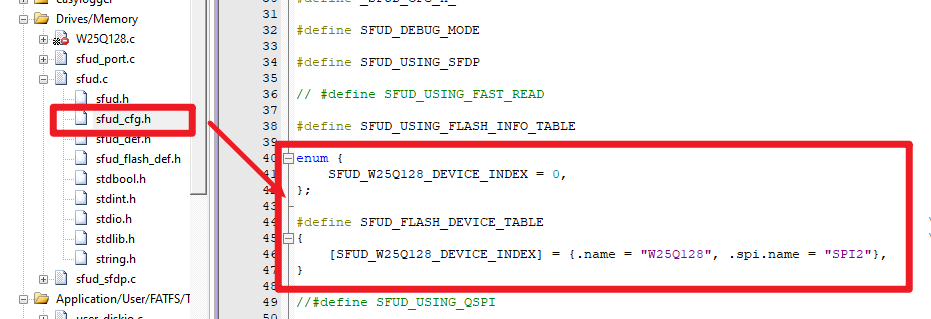 easylogger
Drives/Memory
W25Q128.c
sfud_port.c
sfud.c
sfud.h
sfud_cfg.h
sfud_def.h
sfud_flash_def.h
stdbool.h
stdint.h
stdio.h
stdlib.h
string.h
sfud_sfdp.c
Application/User/FATFS/T
user_diskio.c
31
32 #define SFUD_DEBUG_MODE
33
34 #define SFUD_USING_SFDP
35
36 // #define SFUD_USING_FAST_READ
37
38 #define SFUD_USING_FLASH_INFO_TABLE
39
40 enum {
41 SFUD_W25Q128_DEVICE_INDEX = 0,
42 };
43
44 #define SFUD_FLASH_DEVICE_TABLE
45 {
46 [SFUD_W25Q128_DEVICE_INDEX] = {.name = "W25Q128", .spi.name = "SPI2"},
47 }
48
49 //#define SFUD_USING_QSPI
50